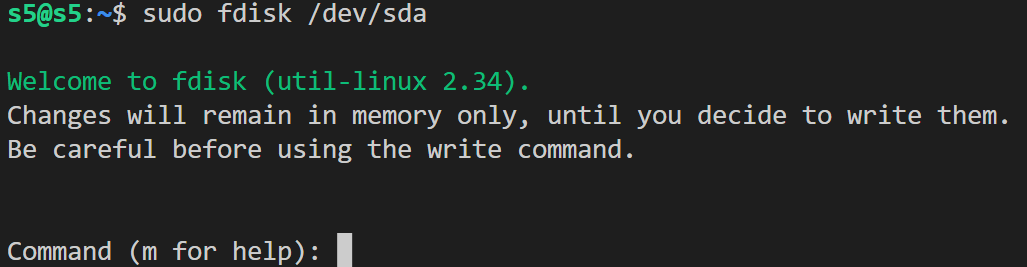 s5@s5:~$ sudo fdisk /dev/sda
Welcome to fdisk (util-linux 2.34).
Changes will remain in memory only, until you decide to write them.
Be careful before using the write command.
Command (m for help):